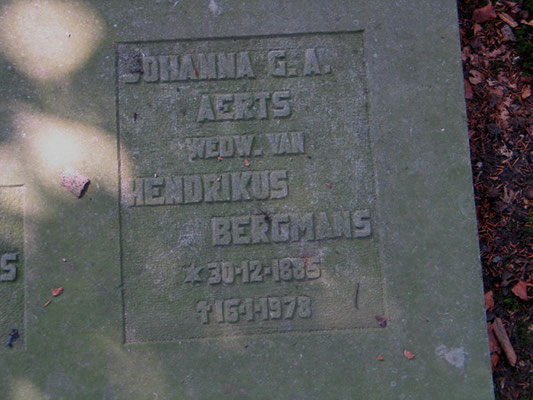 JOHANNA G. A.
AERTS
WEDW. VAN
HENDRIKUS
BERGMANS
* 30-12-1885
† 16-1-1978
S